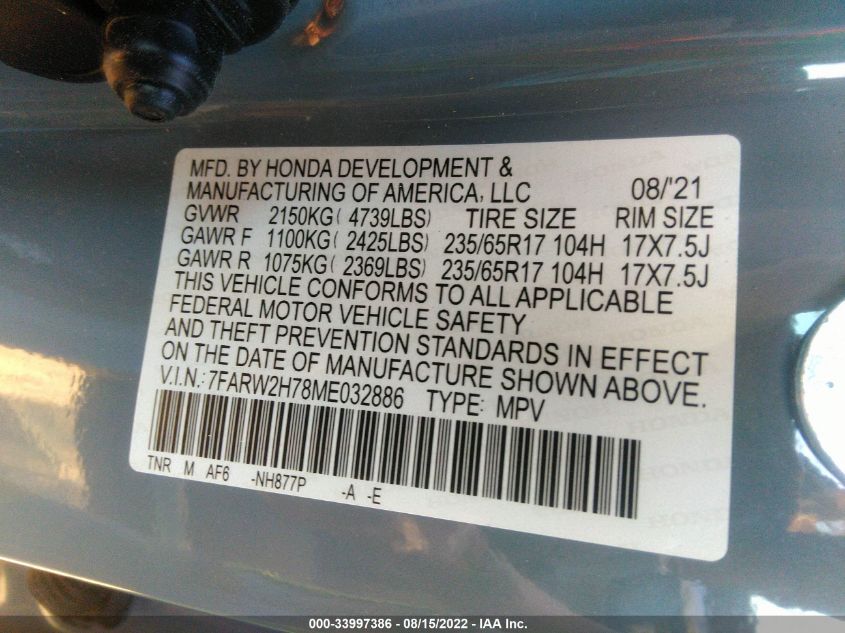 MFD. BY HONDA DEVELOPMENT &
MANUFACTURING OF AMERICA, LLC 08/'21
GVWR 2150KG( 4739LBS) TIRE SIZE RIM SIZE
GAWR F 1100KG( 2425LBS) 235/65R17 104H 17X7.5J
GAWR R 1075KG( 2369LBS) 235/65R17 104H 17X7.5J
THIS VEHICLE CONFORMS TO ALL APPLICABLE
FEDERAL MOTOR VEHICLE SAFETY
AND THEFT PREVENTION STANDARDS IN EFFECT
ON THE DATE OF MANUFACTURE SHOWN ABOVE.
V.I.N.: 7FARW2H78ME032886 TYPE: MPV
TNR M AF6 -NH877P -A -E
000-33997386 - 08/15/2022 - IAA Inc.